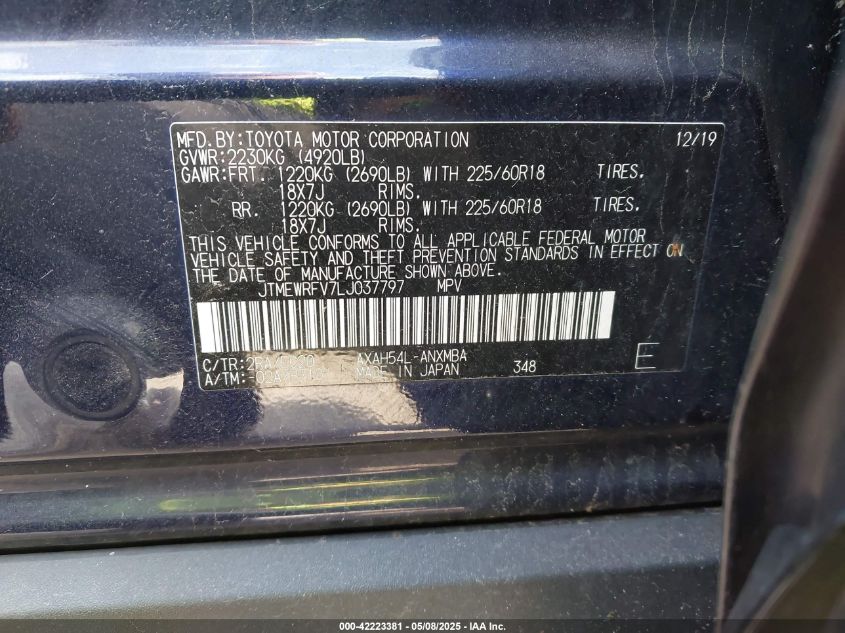 MFD.BY:TOYOTA MOTOR CORPORATION 12/19
GVWR:2230KG (4920LB)
GAWR:FRT. 1220KG (2690LB) WITH 225/60R18 TIRES.
18X7J RIMS.
RR. 1220KG (2690LB) WITH 225/60R18 TIRES.
18X7J RIMS.
THIS VEHICLE CONFORMS TO ALL APPLICABLE FEDERAL MOTOR
VEHICLE SAFETY AND THEFT PREVENTION STANDARDS IN EFFECT ON
THE DATE OF MANUFACTURE SHOWN ABOVE.
JTMEWRFV7LJ037797 MPV
C/TR: AXAH54L-ANXMBA
A/TM: MADE IN JAPAN 348 E
000-42223381 | 05/08/2025 - IAA Inc.